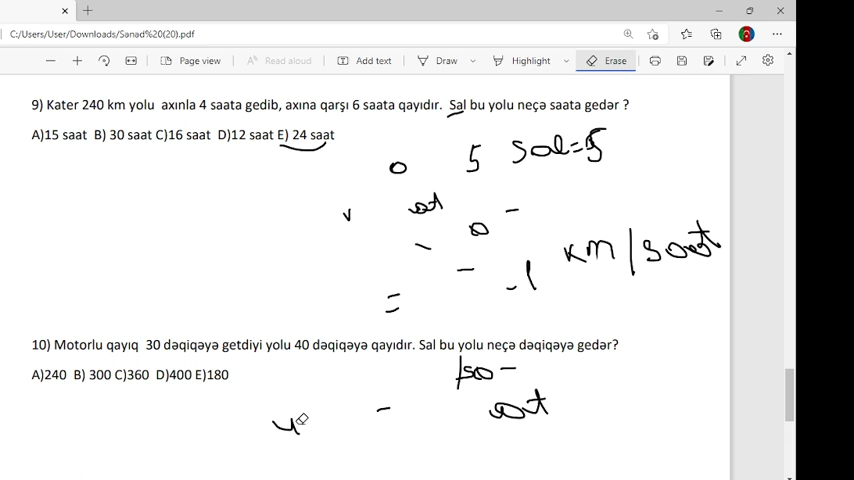 C:/Users/User/Downloads/Sənəd%20(20).pdf
Page view
Read aloud
Add text
Draw
Highlight
Erase
9) Kater 240 km yolu axınla 4 saata gedib, axına qarşı 6 saata qayıdır. Sal bu yolu neçə saata gedər ?
A)15 saat B) 30 saat C)16 saat D)12 saat E) 24 saat
5 Sal=5
km/saat
10) Motorlu qayıq 30 dəqiqəyə getdiyi yolu 40 dəqiqəyə qayıdır. Sal bu yolu neçə dəqiqəyə gedər?
A)240 B) 300 C)360 D)400 E)180